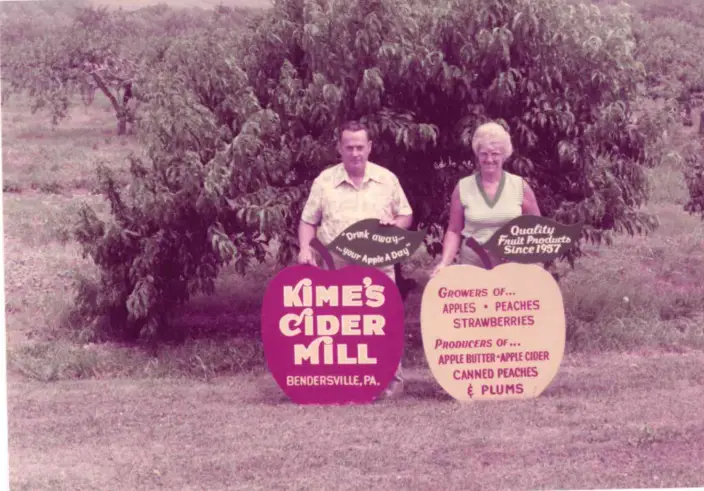 "Drink away...
...your Apple A Day"
KIME'S
CIDER
MILL
BENDERSVILLE, PA.
Quality
Fruit Products
Since 1957
GROWERS OF...
APPLES • PEACHES
STRAWBERRIES
PRODUCERS OF...
APPLE BUTTER • APPLE CIDER
CANNED PEACHES
& PLUMS